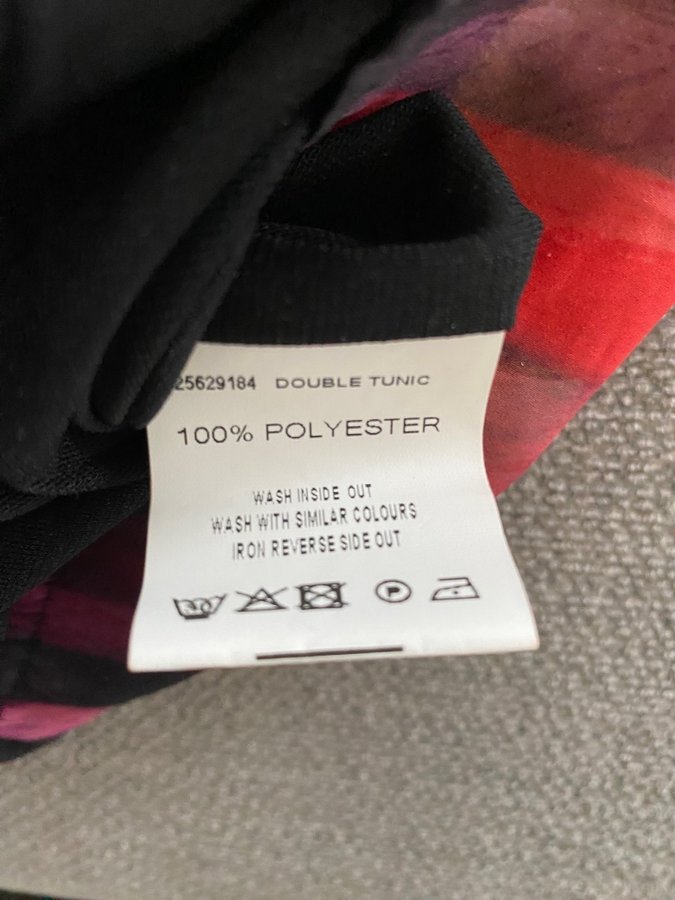 25629184 DOUBLE TUNIC
100% POLYESTER
WASH INSIDE OUT
WASH WITH SIMILAR COLOURS
IRON REVERSE SIDE OUT
30 P